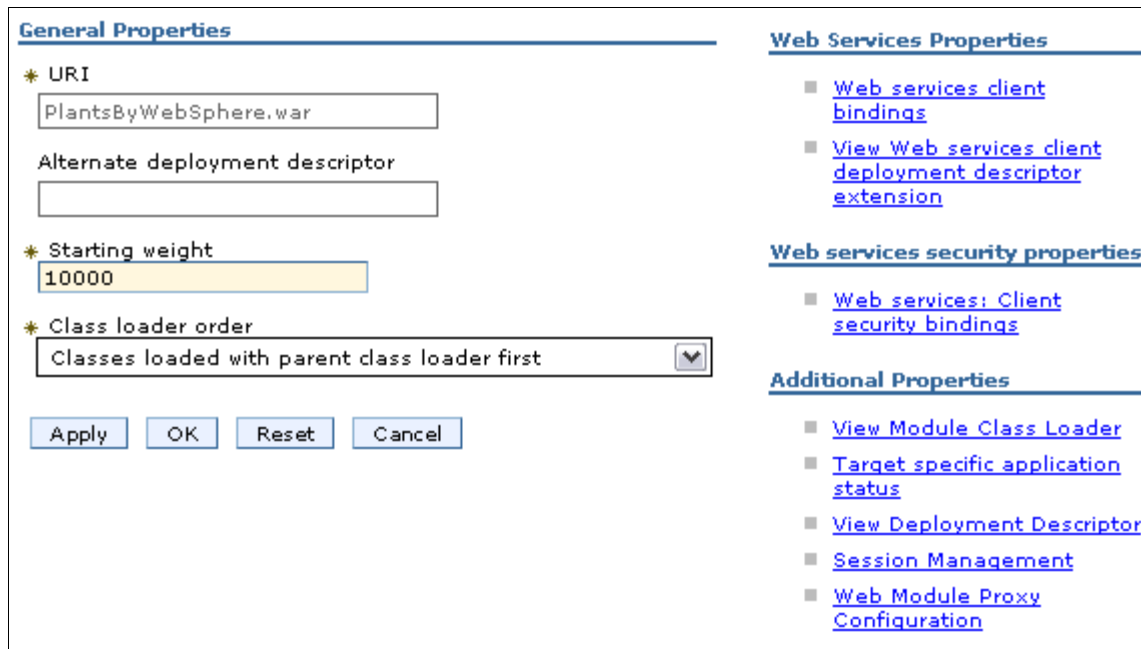 General Properties
* URI
PlantsByWebSphere.war
Alternate deployment descriptor
* Starting weight
10000
* Class loader order
Classes loaded with parent class loader first
Apply OK Reset Cancel
Web Services Properties
Web services client
bindings
View Web services client
deployment descriptor
extension
Web services security properties
Web services: Client
security bindings
Additional Properties
View Module Class Loader
Target specific application
status
View Deployment Descriptor
Session Management
Web Module Proxy
Configuration